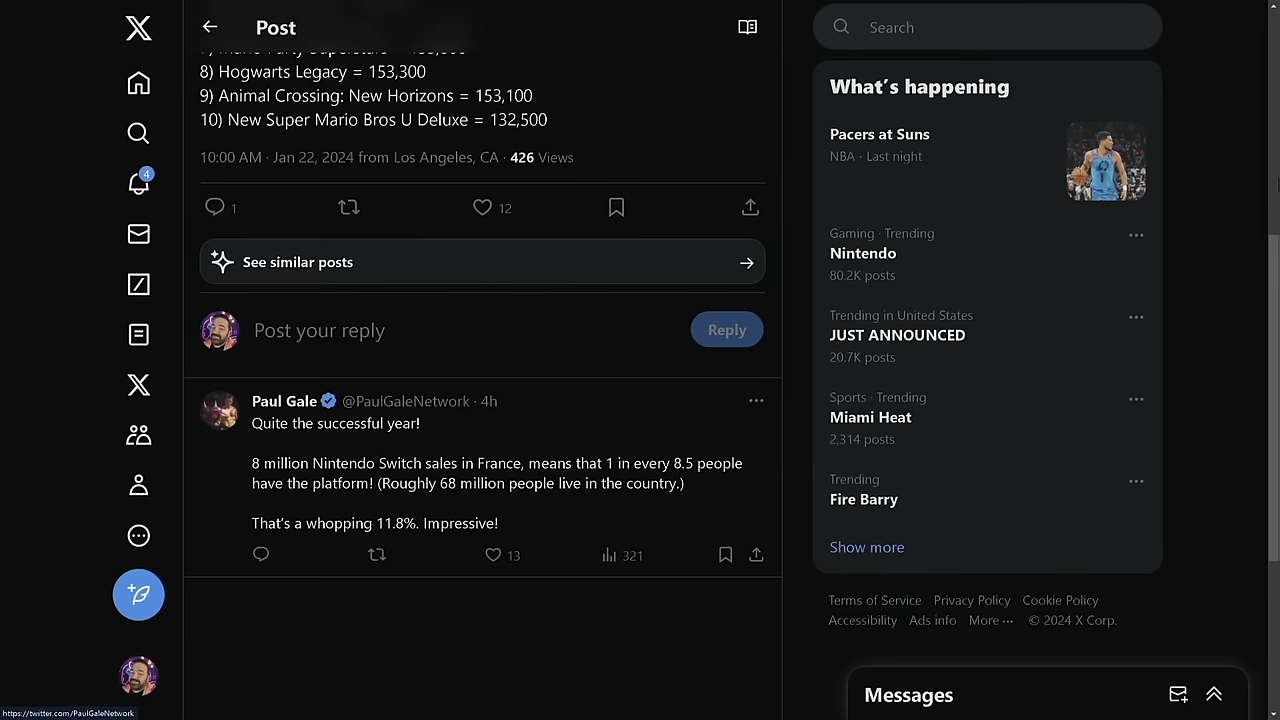 Post
8) Hogwarts Legacy = 153,300
9) Animal Crossing: New Horizons = 153,100
10) New Super Mario Bros U Deluxe = 132,500
10:00 AM · Jan 22, 2024 from Los Angeles, CA · 426 Views
1
12
See similar posts
Post your reply
Reply
Paul Gale @PaulGaleNetwork · 4h
Quite the successful year!
8 million Nintendo Switch sales in France, means that 1 in every 8.5 people
have the platform! (Roughly 68 million people live in the country.)
That's a whopping 11.8%. Impressive!
13
321
4
Search
What's happening
Pacers at Suns
NBA · Last night
Gaming · Trending
Nintendo
80.2K posts
Trending in United States
JUST ANNOUNCED
20.7K posts
Sports · Trending
Miami Heat
2,314 posts
Trending
Fire Barry
Show more
Terms of Service Privacy Policy Cookie Policy
Accessibility Ads info More ··· © 2024 X Corp.
Messages
https://twitter.com/PaulGaleNetwork